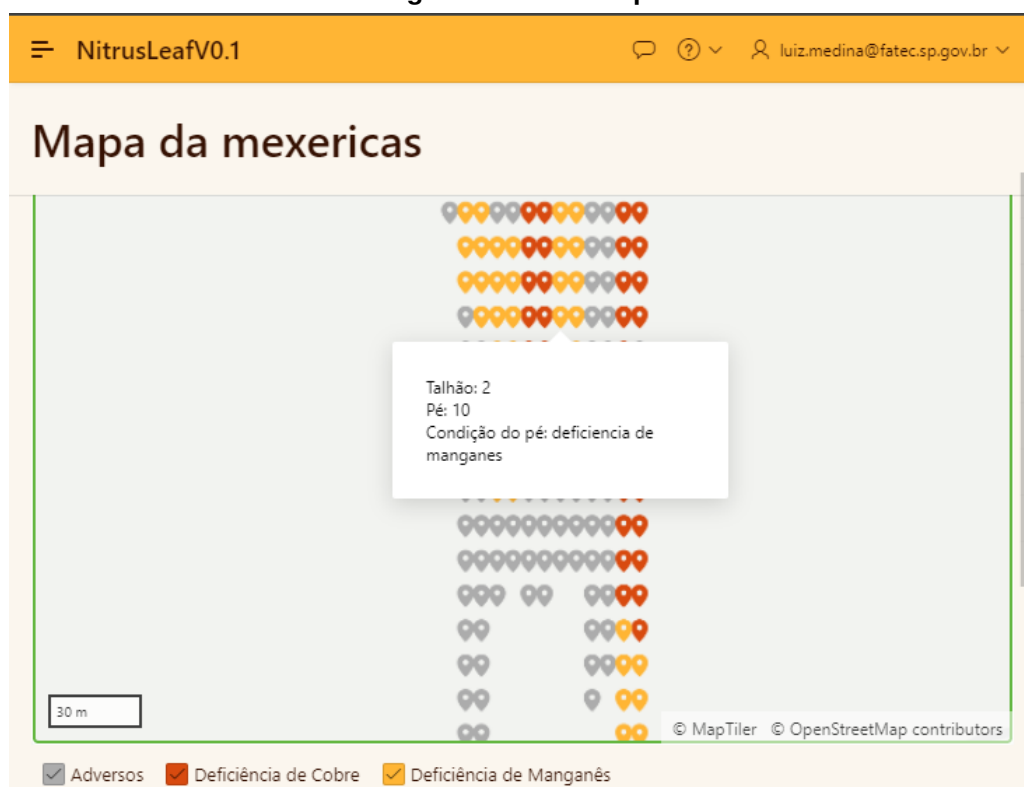 NitrusLeafV0.1
luiz.medina@fatec.sp.gov.br
Mapa da mexericas
Talhão: 2
Pé: 10
Condição do pé: deficiencia de
manganes
30 m
© MapTiler © OpenStreetMap contributors
Adversos Deficiência de Cobre Deficiência de Manganês